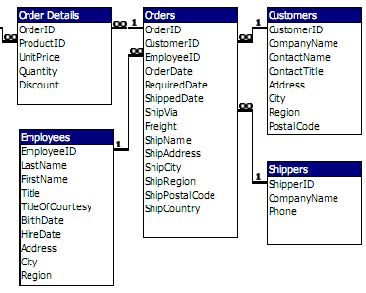 Order Details
OrderID
ProductID
UnitPrice
Quantity
Discount
∞
∞
1
Orders
OrderID
CustomerID
EmployeeID
OrderDate
RequiredDate
ShippedDate
ShipVia
Freight
ShipName
ShipAddress
ShipCity
ShipRegion
ShipPostalCode
ShipCountry
∞
1
∞
∞
1
Customers
CustomerID
CompanyName
ContactName
ContactTitle
Address
City
Region
PostalCode
Employees
EmployeeID
LastName
FirstName
Title
TitleOfCourtesy
BirthDate
HireDate
Address
City
Region
1
Shippers
ShipperID
CompanyName
Phone